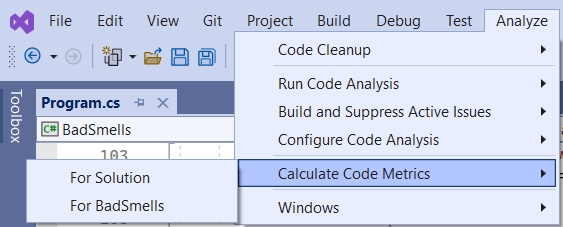 File Edit View Git Project Build Debug Test Analyze
Code Cleanup
Toolbox
Program.cs
Run Code Analysis
Build and Suppress Active Issues
C# BadSmells
Configure Code Analysis
103
For Solution
Calculate Code Metrics
For BadSmells
Windows